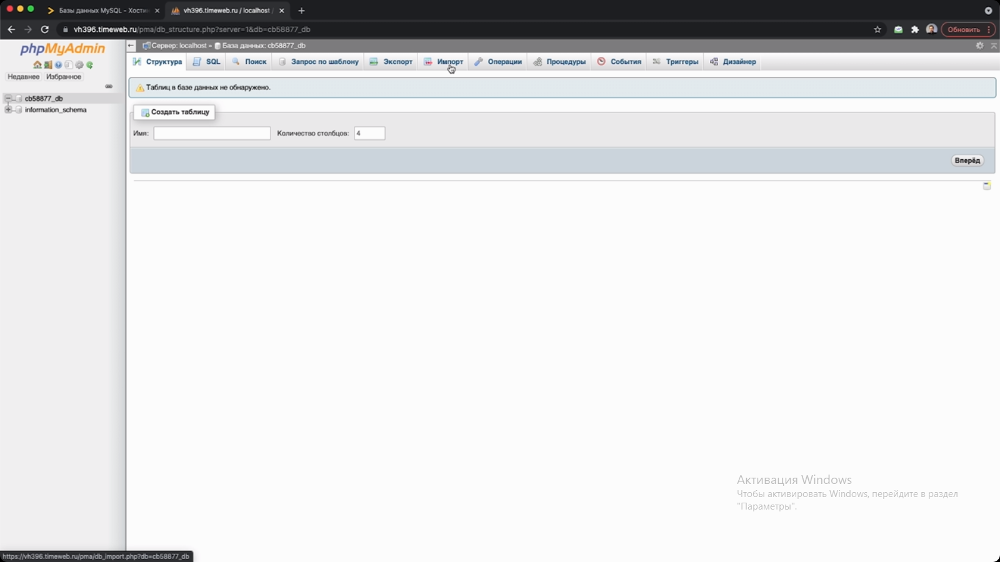 Базы данных MySQL - Хости
vh396.timeweb.ru / localhost /
vh396.timeweb.ru/pma/db_structure.php?server=1&db=cb58877_db
Обновить
phpMyAdmin
Недавнее Избранное
cb58877_db
information_schema
Сервер: localhost » База данных: cb58877_db
Структура SQL Поиск Запрос по шаблону Экспорт Импорт Операции Процедуры События Триггеры Дизайнер
Таблиц в базе данных не обнаружено.
Создать таблицу
Имя: Количество столбцов: 4
Вперёд
Активация Windows
Чтобы активировать Windows, перейдите в раздел
"Параметры".
https://vh396.timeweb.ru/pma/db_import.php?db=cb58877_db